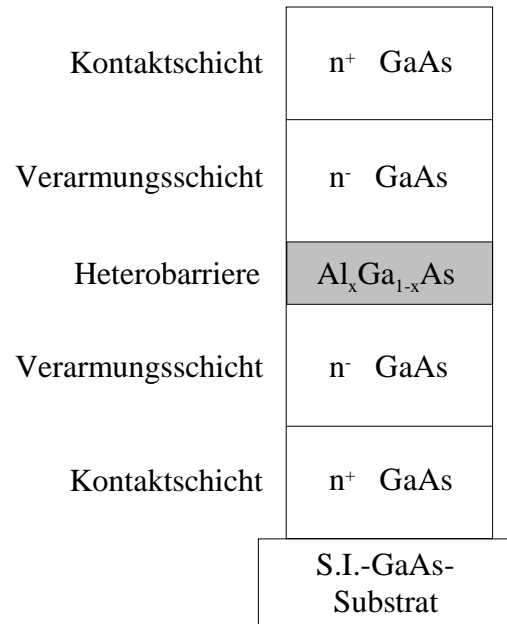 Kontaktschicht n⁺ GaAs
Verarmungsschicht n⁻ GaAs
Heterobarriere AlₓGa₁₋ₓAs
Verarmungsschicht n⁻ GaAs
Kontaktschicht n⁺ GaAs
S.I.-GaAs-
Substrat